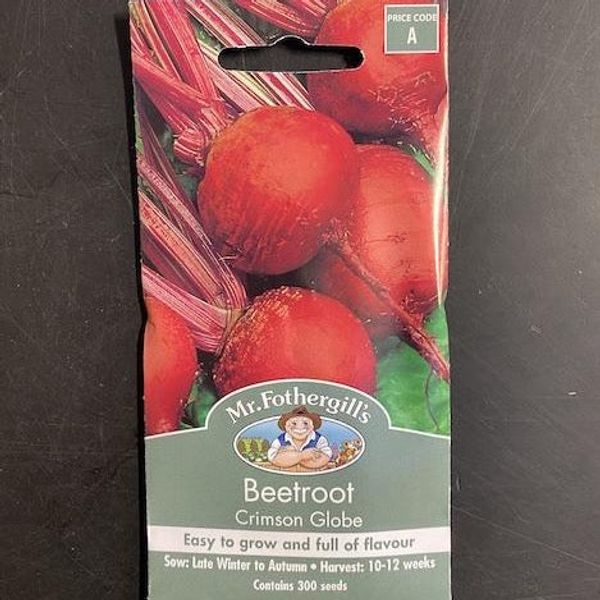 PRICE CODE
A
Mr.Fothergill's
Beetroot
Crimson Globe
Easy to grow and full of flavour
Sow: Late Winter to Autumn • Harvest: 10-12 weeks
Contains 300 seeds